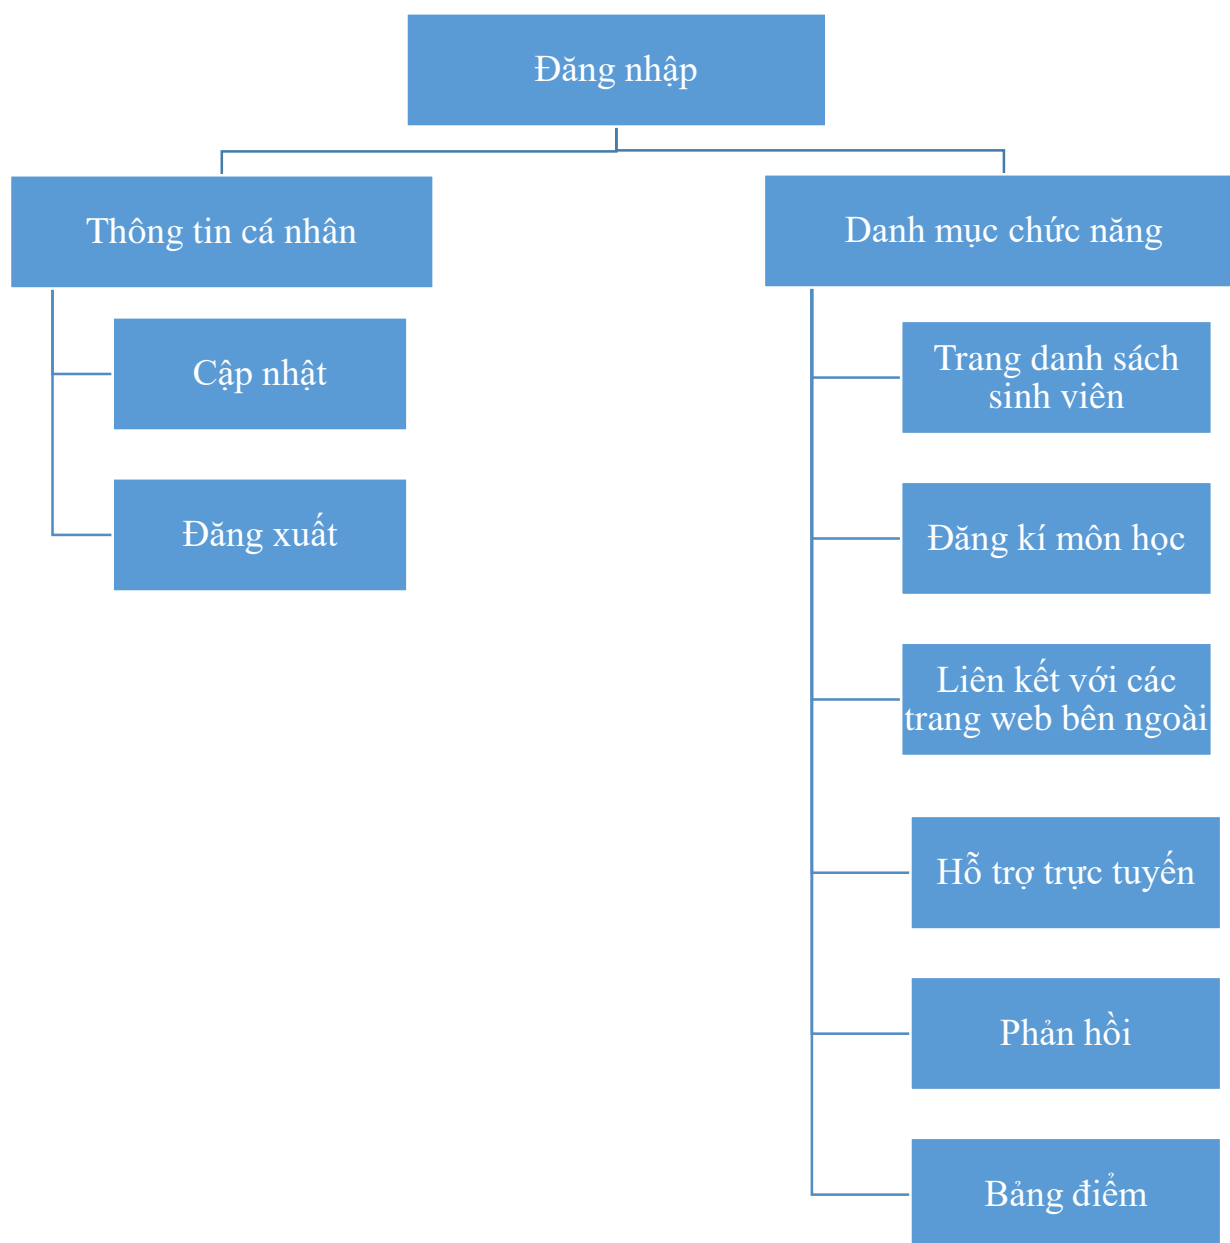 Đăng nhập
Thông tin cá nhân
Danh mục chức năng
Cập nhật
Đăng xuất
Trang danh sách
sinh viên
Đăng kí môn học
Liên kết với các
trang web bên ngoài
Hỗ trợ trực tuyến
Phản hồi
Bảng điểm